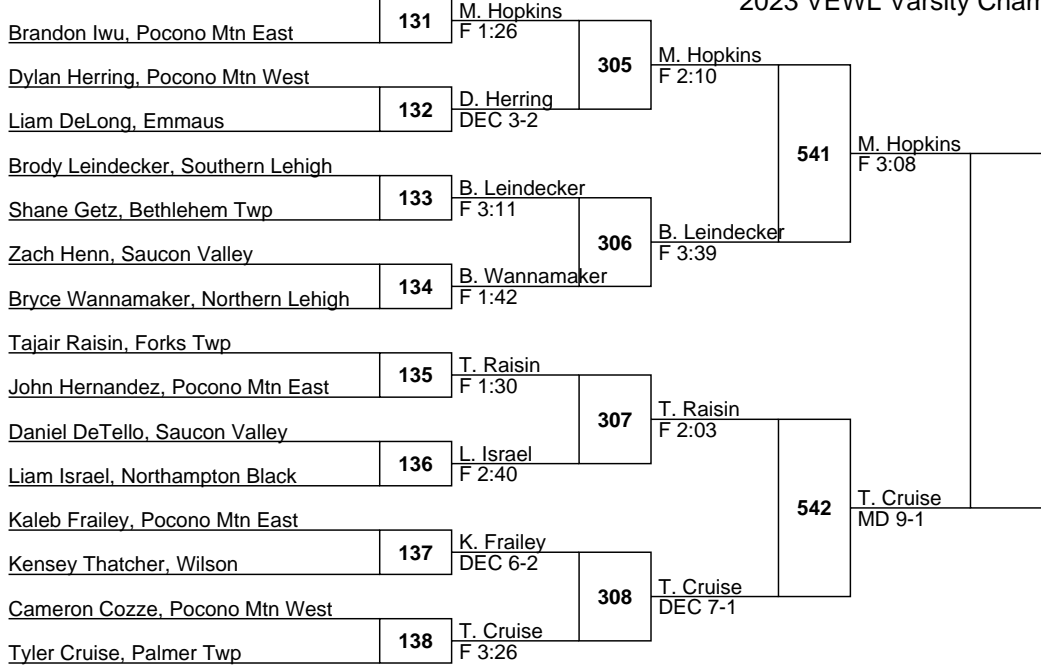 2023 VEWL Varsity Cham
Brandon Iwu, Pocono Mtn East
131
M. Hopkins
F 1:26
305
M. Hopkins
F 2:10
Dylan Herring, Pocono Mtn West
132
D. Herring
DEC 3-2
Liam DeLong, Emmaus
541
M. Hopkins
F 3:08
Brody Leindecker, Southern Lehigh
133
B. Leindecker
F 3:11
Shane Getz, Bethlehem Twp
306
B. Leindecker
F 3:39
Zach Henn, Saucon Valley
134
B. Wannamaker
F 1:42
Bryce Wannamaker, Northern Lehigh
Tajair Raisin, Forks Twp
135
T. Raisin
F 1:30
John Hernandez, Pocono Mtn East
307
T. Raisin
F 2:03
Daniel DeTello, Saucon Valley
136
L. Israel
F 2:40
Liam Israel, Northampton Black
542
T. Cruise
MD 9-1
Kaleb Frailey, Pocono Mtn East
137
K. Frailey
DEC 6-2
Kensey Thatcher, Wilson
308
T. Cruise
DEC 7-1
Cameron Cozze, Pocono Mtn West
138
T. Cruise
F 3:26
Tyler Cruise, Palmer Twp